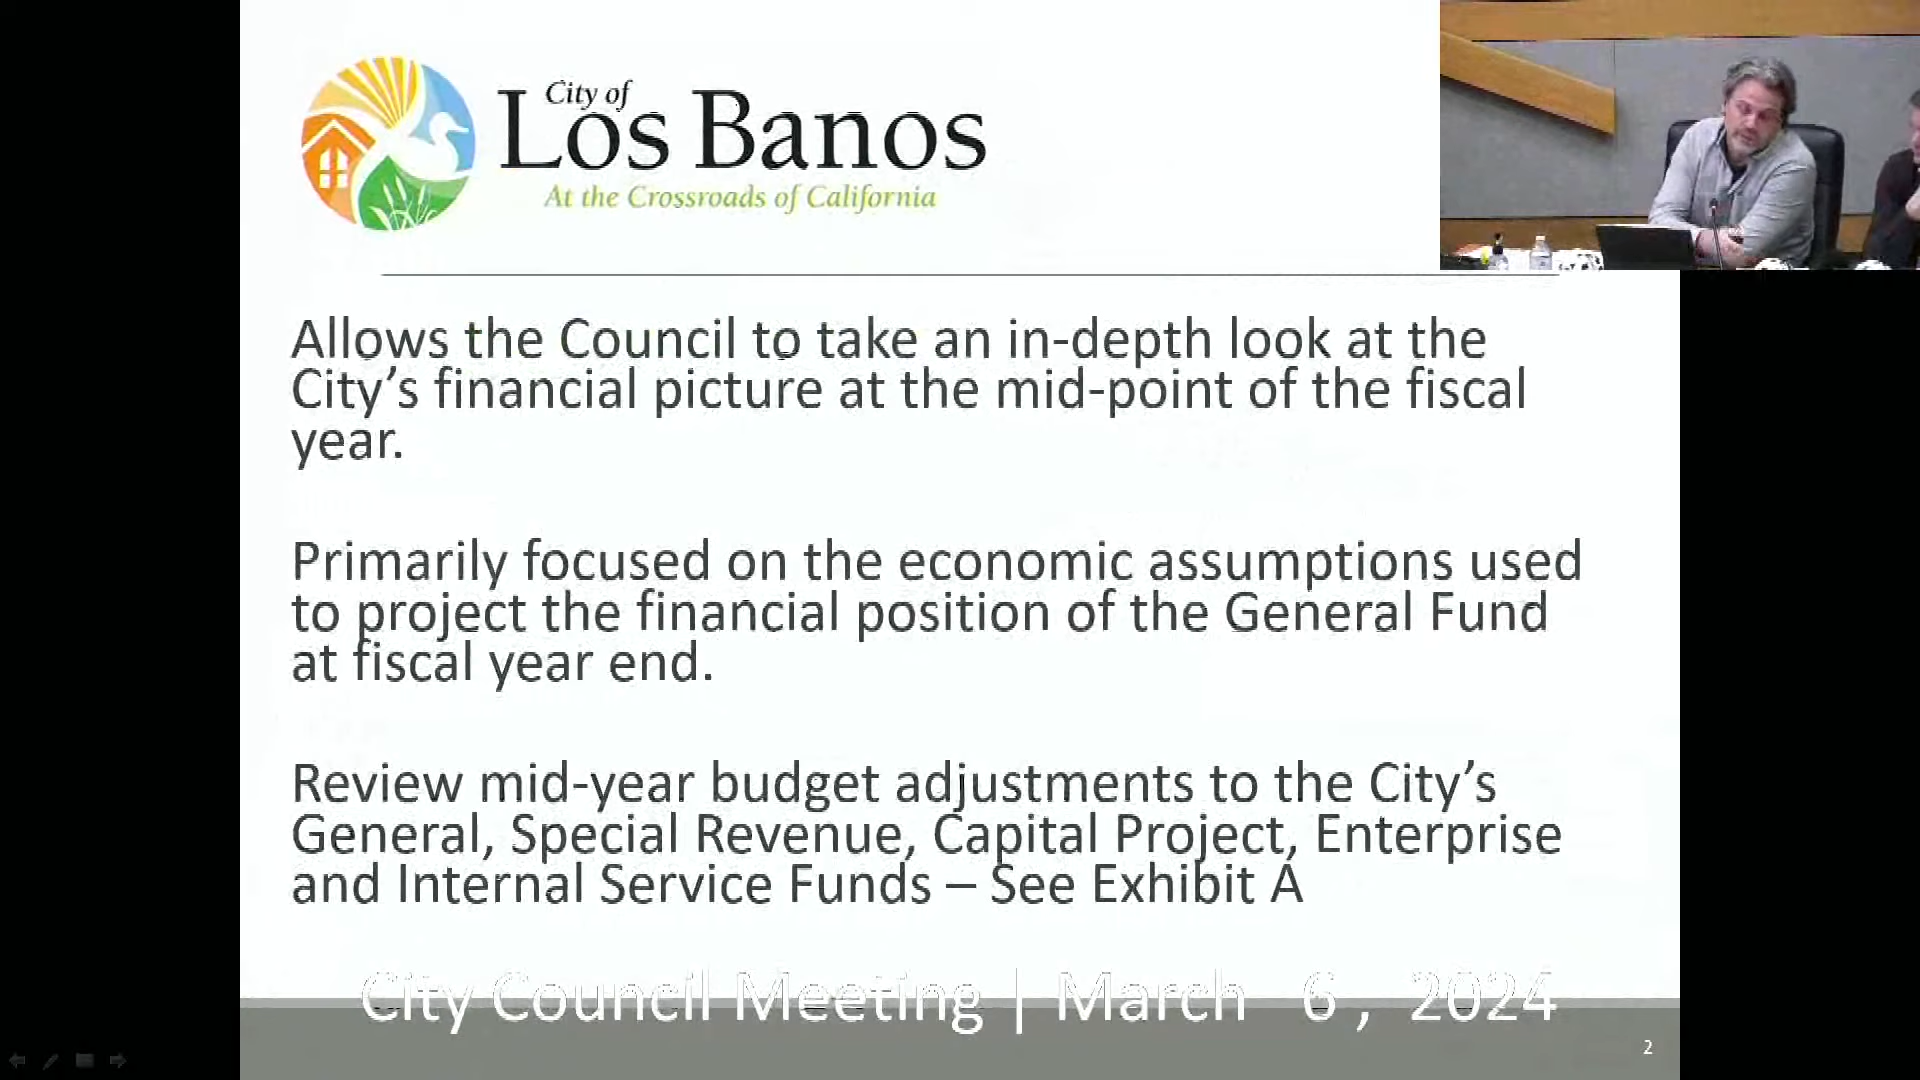 City of
Los Banos
At the Crossroads of California
Allows the Council to take an in-depth look at the
City’s financial picture at the mid-point of the fiscal
year.
Primarily focused on the economic assumptions used
to project the financial position of the General Fund
at fiscal year end.
Review mid-year budget adjustments to the City’s
General, Special Revenue, Capital Project, Enterprise
and Internal Service Funds – See Exhibit A
City Council Meeting | March 6, 2024
2